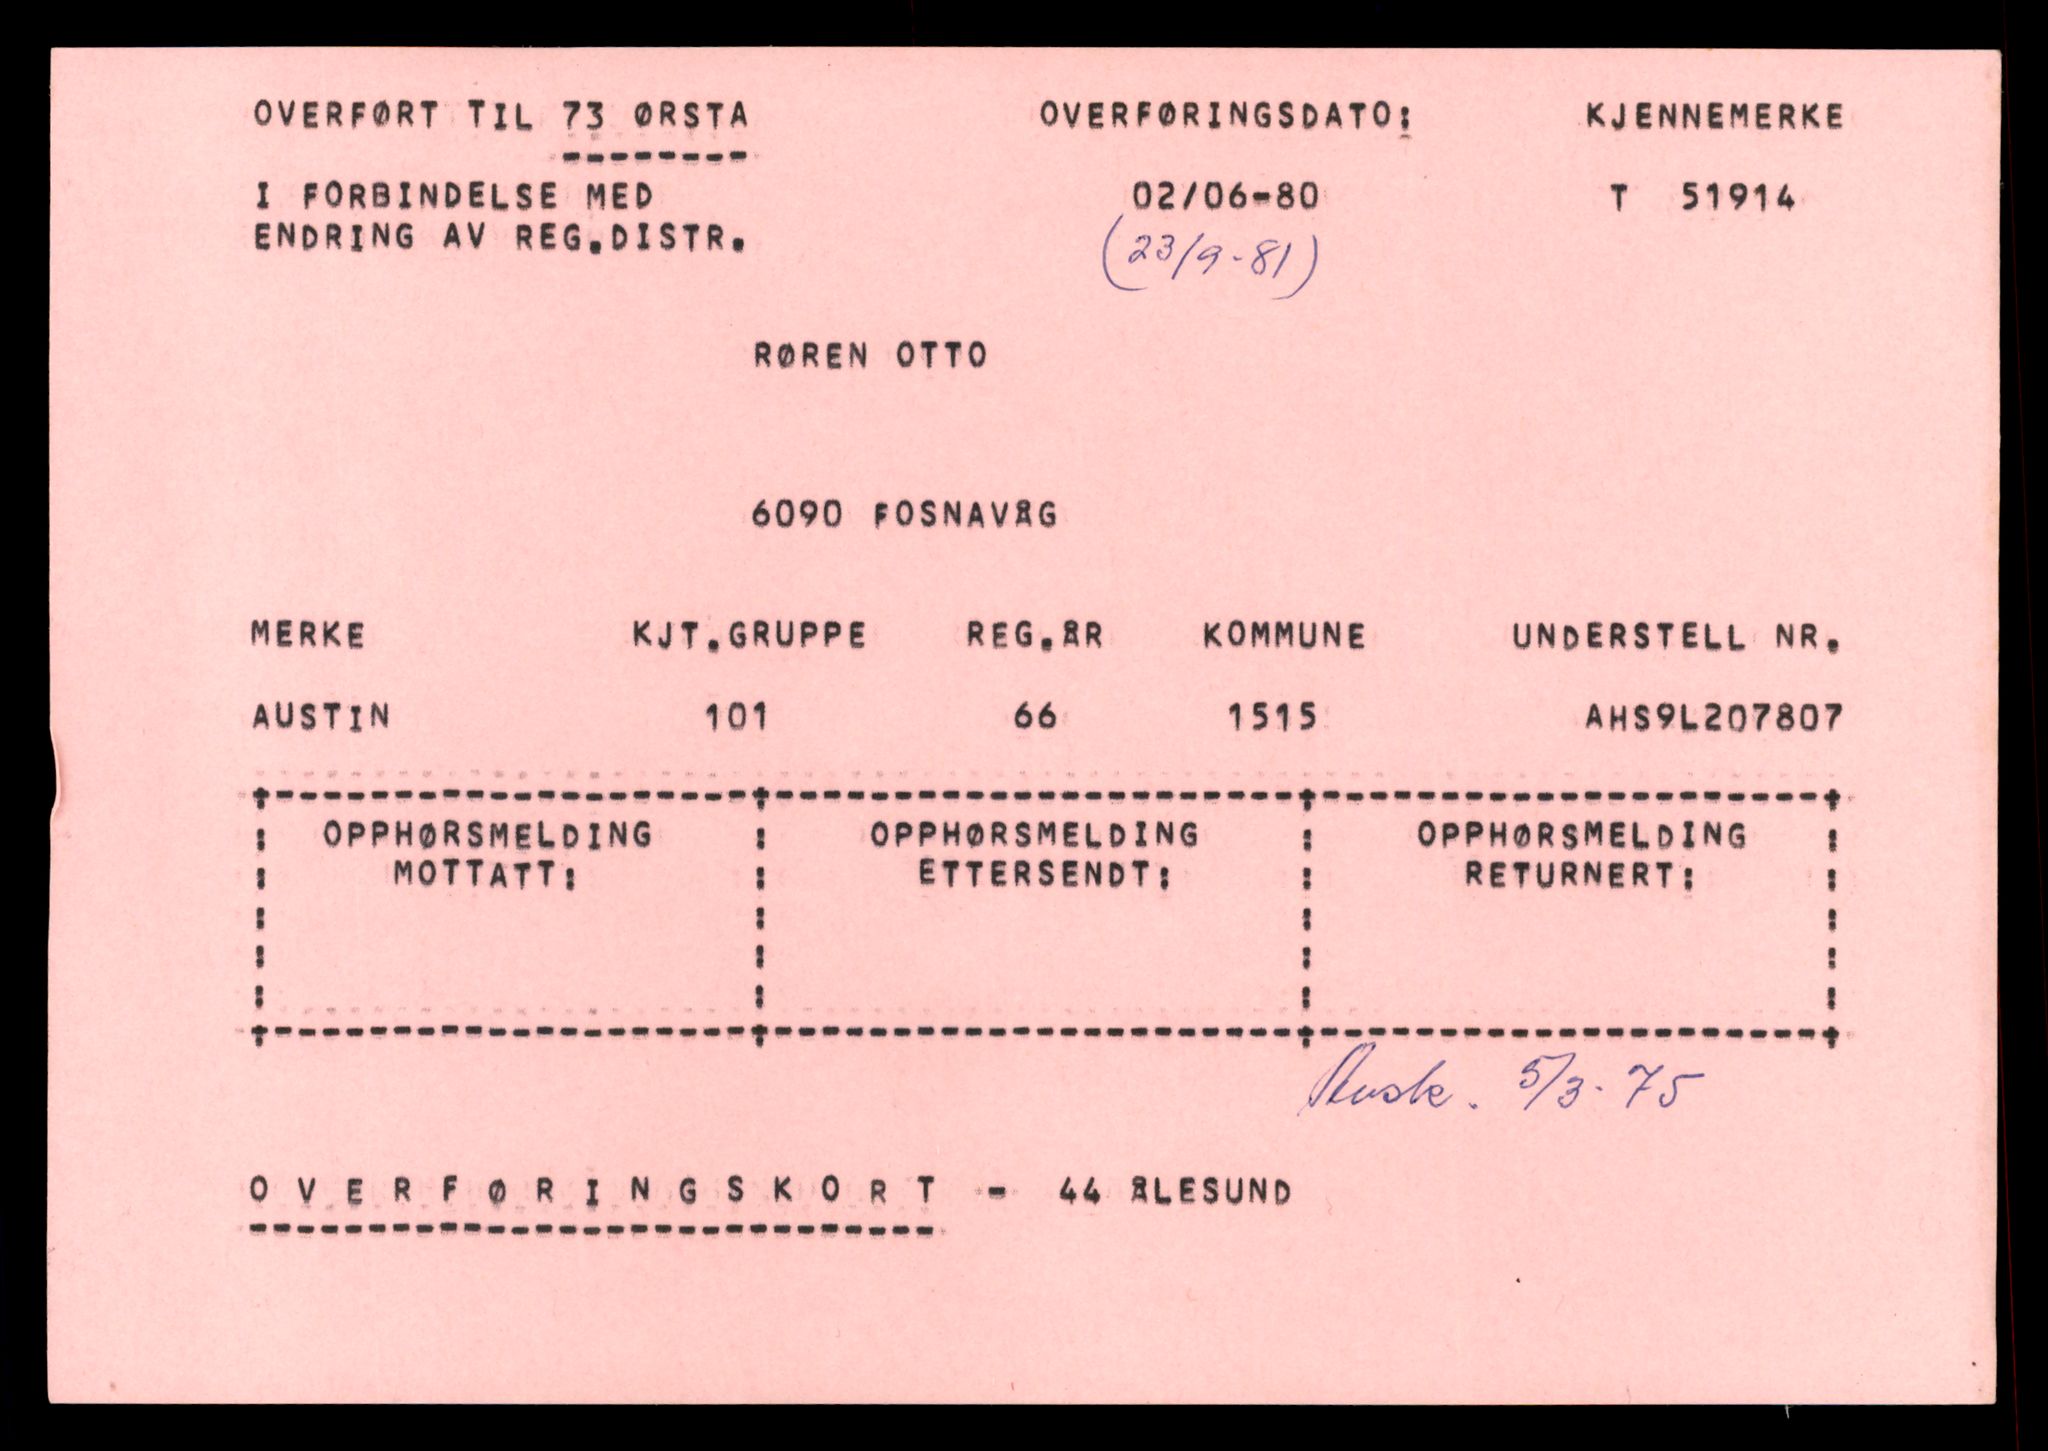 OVERFØRT TIL 73 ØRSTA OVERFØRINGSDATO: KJENNEMERKE
I FORBINDELSE MED 02/06-80 T 51914
ENDRING AV REG.DISTR. (23/9-81)
RØREN OTTO
6090 FOSNAVÅG
MERKE KJT.GRUPPE REG.ÅR KOMMUNE UNDERSTELL NR.
AUSTIN 101 66 1515 AHS9L207807
OPPHØRSMELDING OPPHØRSMELDING OPPHØRSMELDING
MOTTATT: ETTERSENDT: RETURNERT:
5/3-75
OVERFØRINGSKORT - 44 ÅLESUND